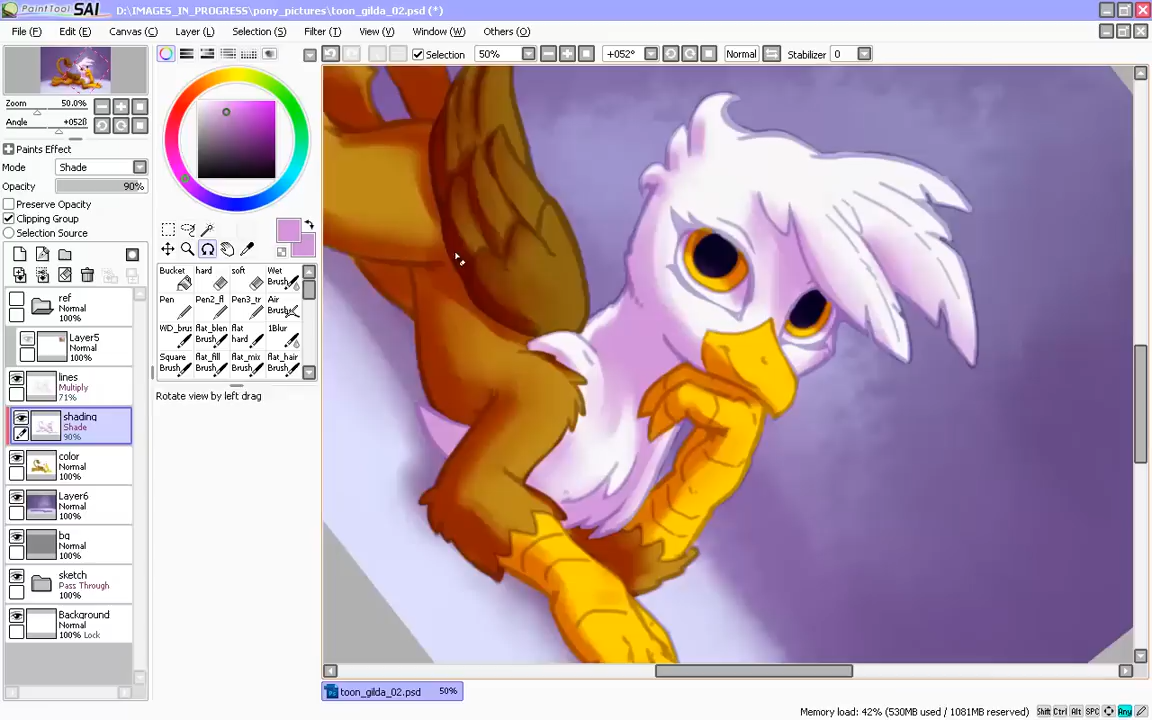 PaintTool SAI D:\IMAGES_IN_PROGRESS\pony_pictures\toon_gilda_02.psd (*)
File (F) Edit (E) Canvas (C) Layer (L) Selection (S) Filter (T) View (V) Window (W) Others (O)
Selection 50% +052° Normal Stabilizer 0
Zoom 50.0%
Angle +052ß
Paints Effect
Mode Shade
Opacity 90%
Preserve Opacity
Clipping Group
Selection Source
ref
100%
Layer5
Normal
100%
lines
Multiply
71%
shading
Shade
90%
color
Normal
100%
Layer6
Normal
100%
bg
Normal
100%
sketch
Pass Through
100%
Background
Normal
100% Lock
Bucket hard soft Wet
Brush
Pen Pen2_fl Pen3_tr Air
Brush
WD_brus flat_blen flat 1Blur
Brush hard
Square flat_fill flat_mix flat_hair
Brush Brush Brush Brush
Rotate view by left drag
toon_gilda_02.psd 50%
Memory load: 42% (530MB used / 1081MB reserved) Shift Ctrl Alt SPC Any